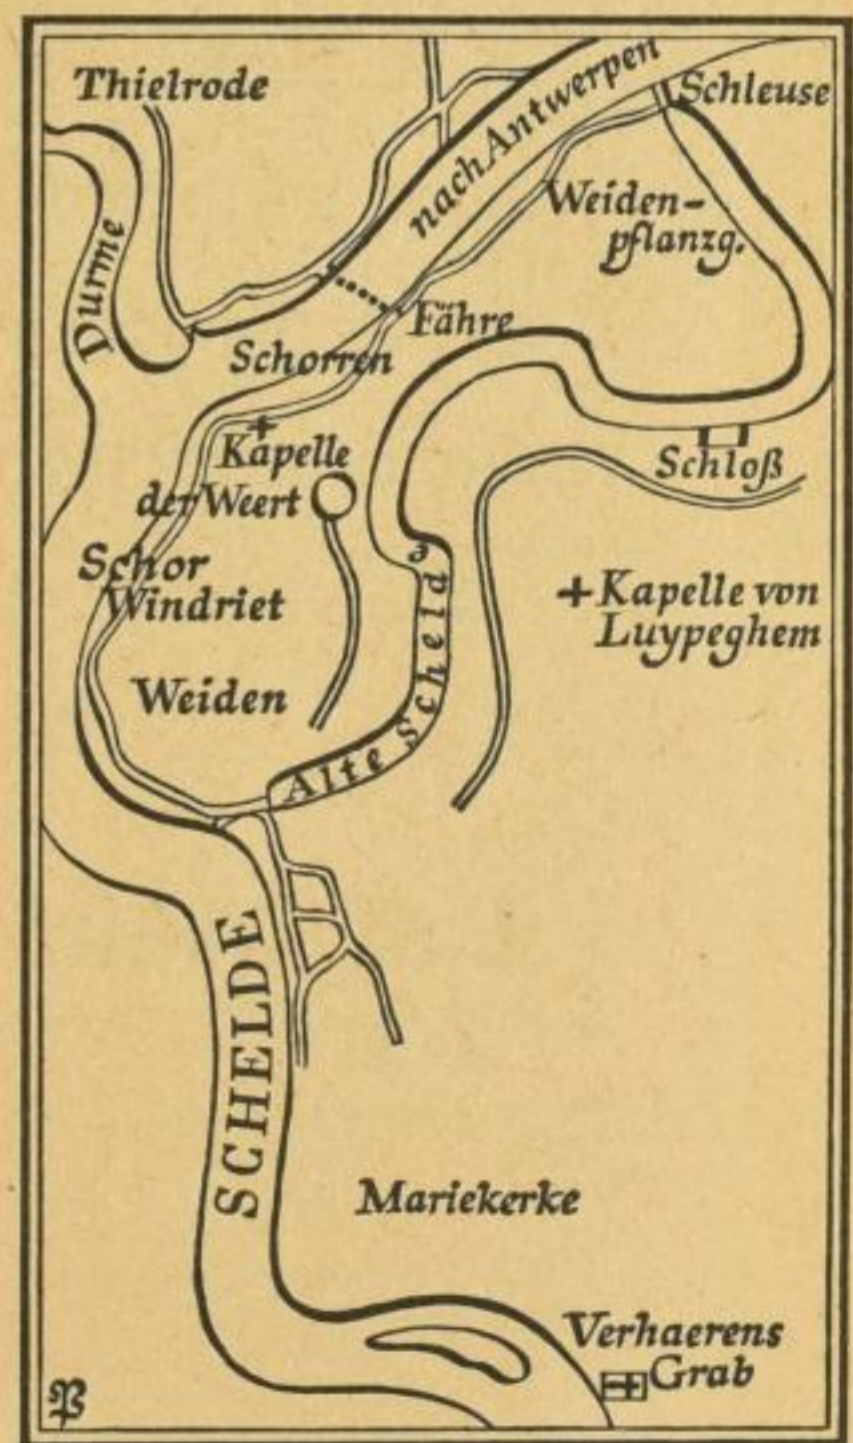 Thielrode
nach Antwerpen
Schleuse
Weiden-
pflanzg.
Durme
Fähre
Schorren
Kapelle
der Weert
Schloß
Schor
Windriet
Kapelle von
Luypeghem
Weiden
Alte Schelde
SCHELDE
Mariekerke
Verhaerens
Grab